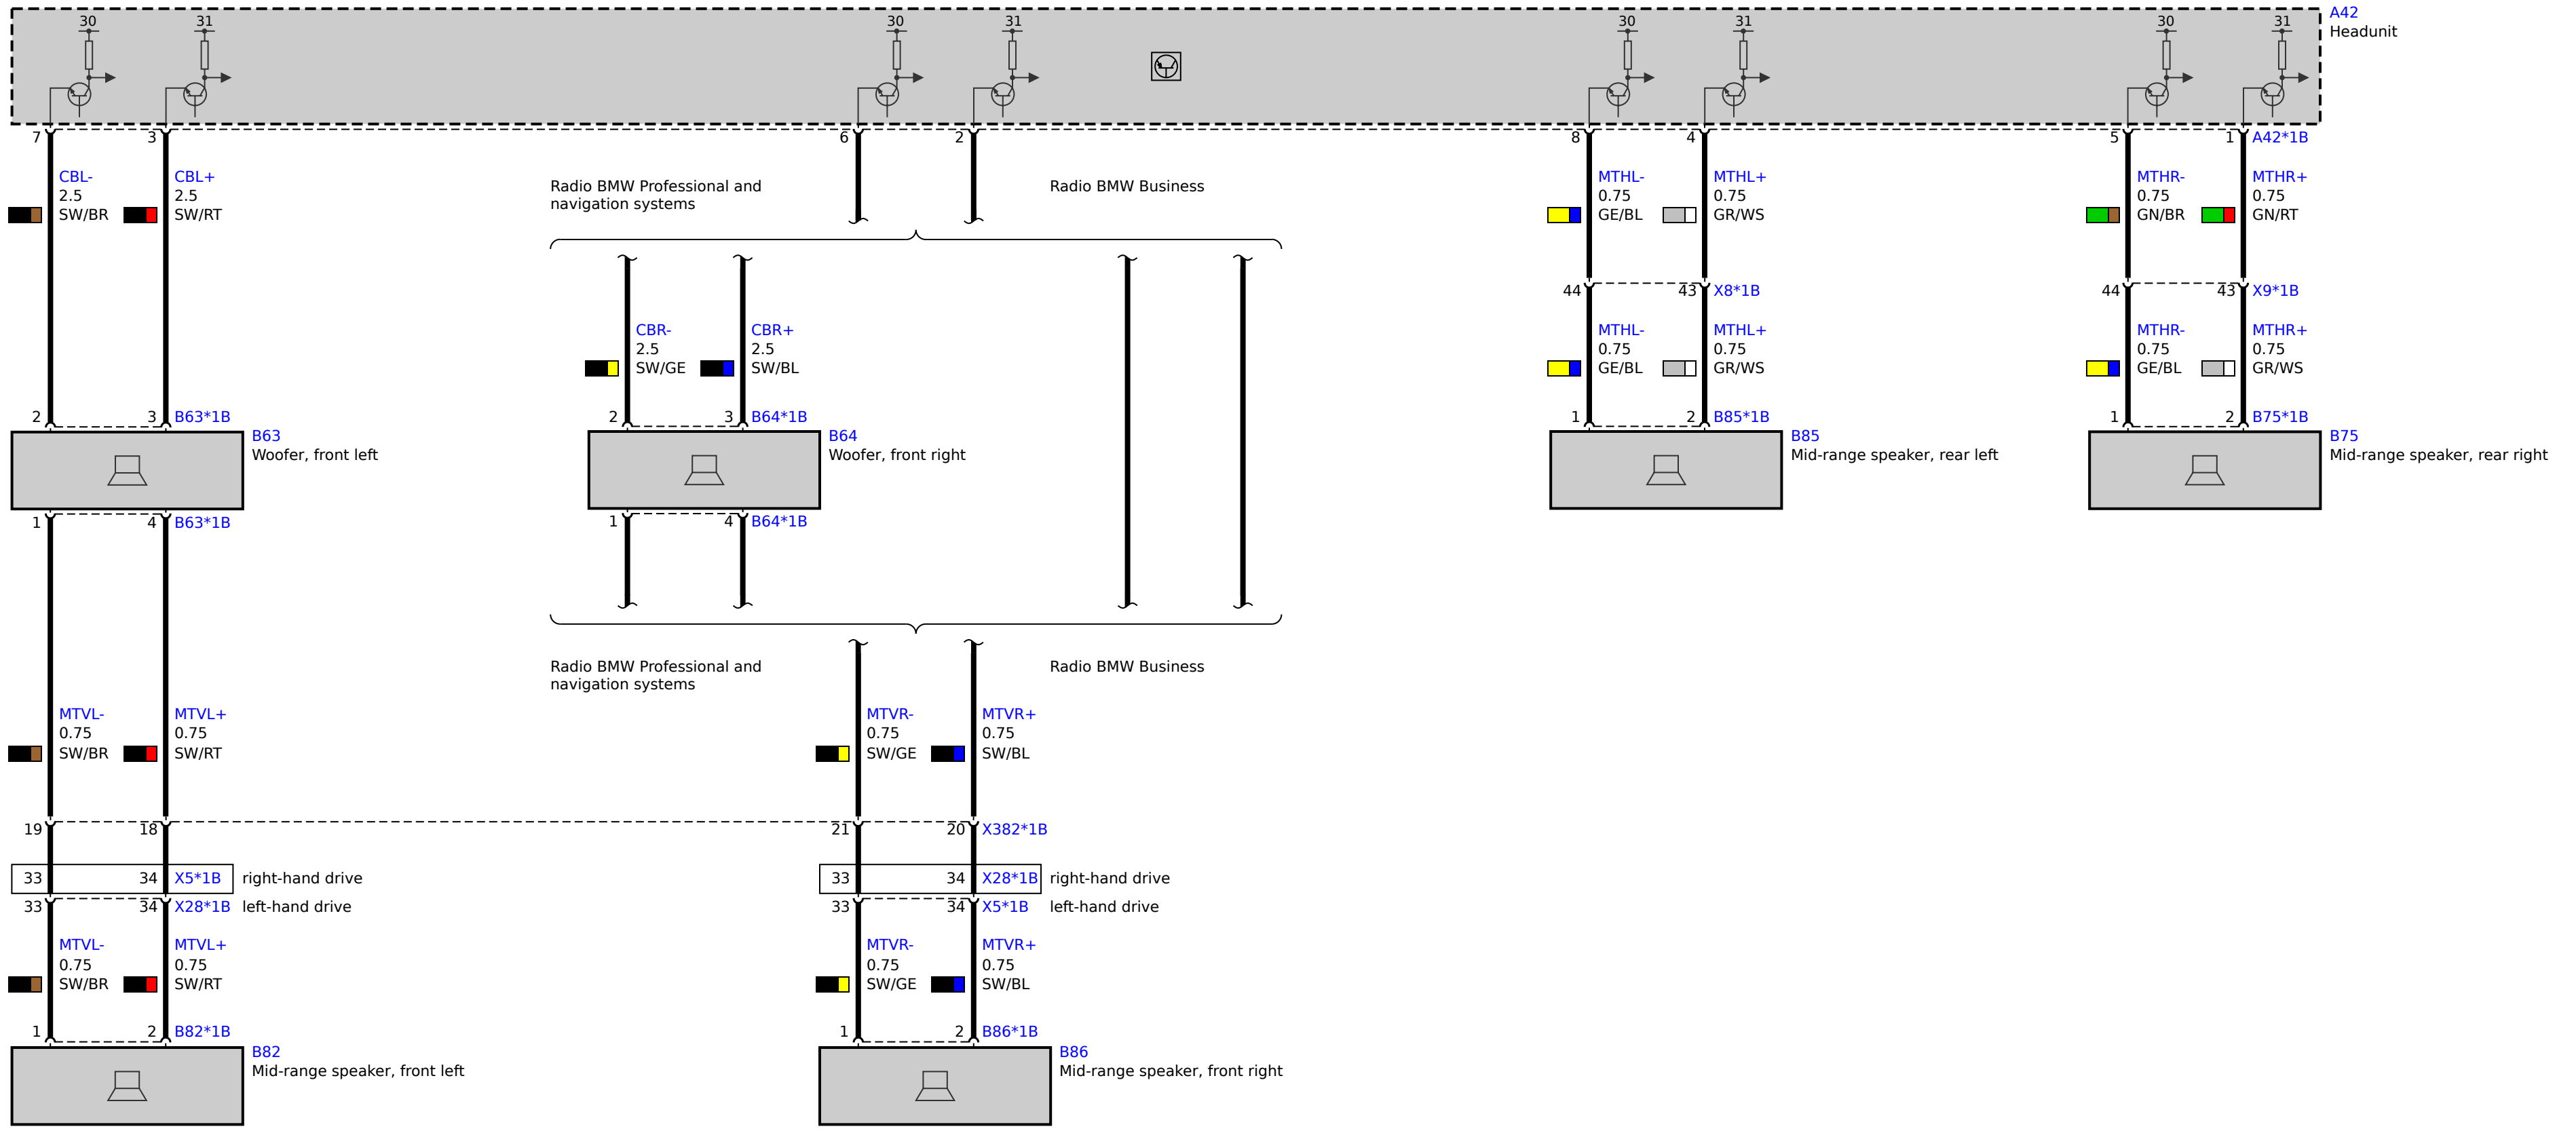 30 31 30 31 30 31 30 31 A42
Headunit
7 3 6 2 8 4 5 1 A42*1B
CBL- CBL+ MTHL- MTHL+ MTHR- MTHR+
Radio BMW Professional and Radio BMW Business
2.5 2.5 0.75 0.75 0.75 0.75
navigation systems
SW/BR SW/RT GE/BL GR/WS GN/BR GN/RT
44 43 X8*1B 44 43 X9*1B
CBR- CBR+ MTHL- MTHL+ MTHR- MTHR+
2.5 2.5 0.75 0.75 0.75 0.75
SW/GE SW/BL GE/BL GR/WS GE/BL GR/WS
2 3 B63*1B 2 3 B64*1B 1 2 B85*1B 1 2 B75*1B
B63 B64 B85 B75
Woofer, front left Woofer, front right Mid-range speaker, rear left Mid-range speaker, rear right
1 4 B63*1B 1 4 B64*1B
Radio BMW Professional and Radio BMW Business
navigation systems
MTVL- MTVL+ MTVR- MTVR+
0.75 0.75 0.75 0.75
SW/BR SW/RT SW/GE SW/BL
19 18 21 20 X382*1B
33 34 X5*1B right-hand drive 33 34 X28*1B right-hand drive
33 34 X28*1B left-hand drive 33 34 X5*1B left-hand drive
MTVL- MTVL+ MTVR- MTVR+
0.75 0.75 0.75 0.75
SW/BR SW/RT SW/GE SW/BL
1 2 B82*1B 1 2 B86*1B
B82 B86
Mid-range speaker, front left Mid-range speaker, front right